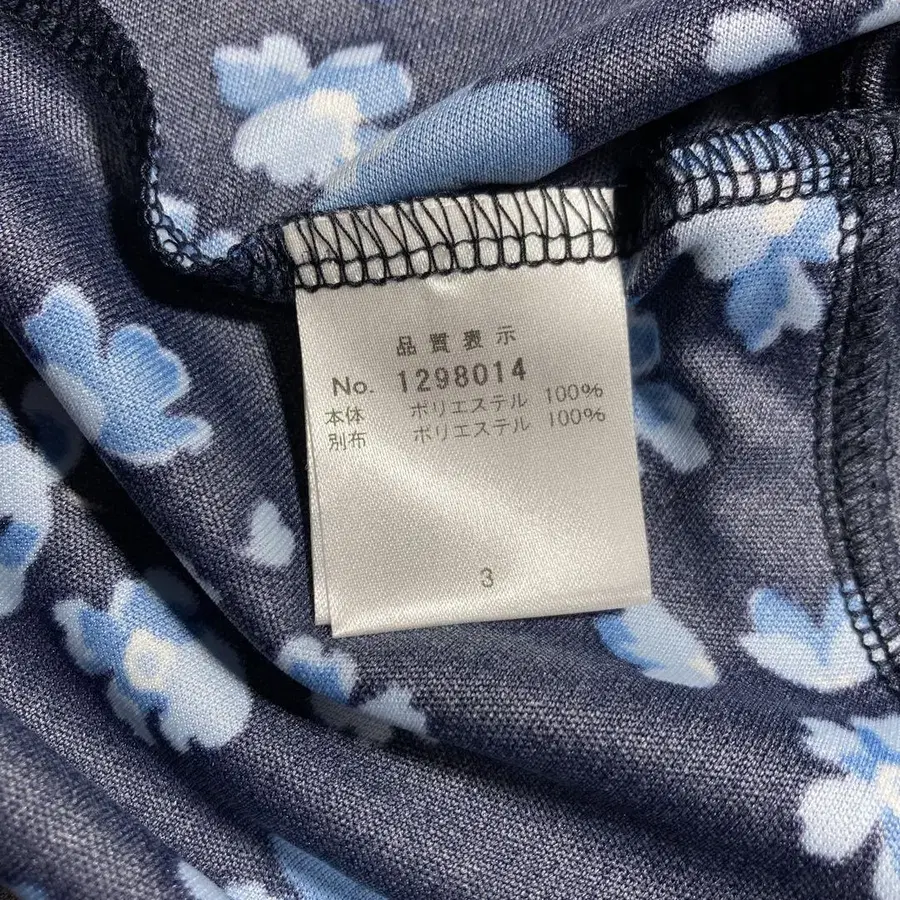 品質表示
No. 1298014
本体 ポリエステル 100%
別布 ポリエステル 100%
3